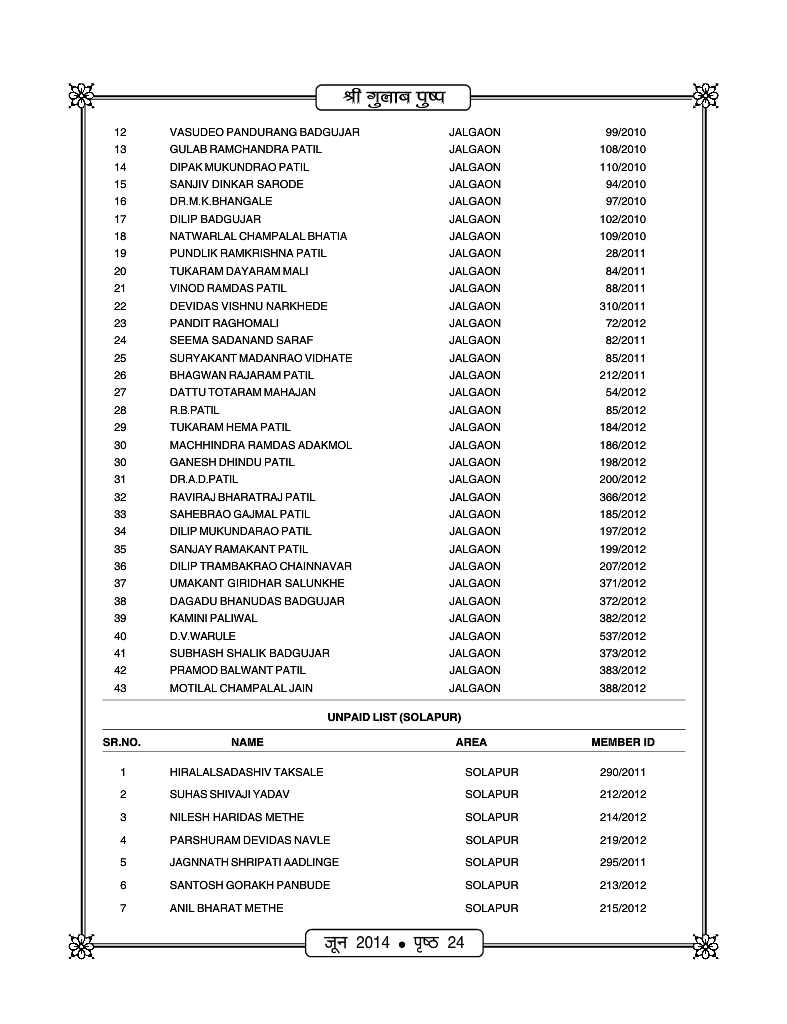 श्री गुलाब पुष्प
12 VASUDEO PANDURANG BADGUJAR JALGAON 99/2010
13 GULAB RAMCHANDRA PATIL JALGAON 108/2010
14 DIPAK MUKUNDRAO PATIL JALGAON 110/2010
15 SANJIV DINKAR SARODE JALGAON 94/2010
16 DR.M.K.BHANGALE JALGAON 97/2010
17 DILIP BADGUJAR JALGAON 102/2010
18 NATWARLAL CHAMPALAL BHATIA JALGAON 109/2010
19 PUNDLIK RAMKRISHNA PATIL JALGAON 28/2011
20 TUKARAM DAYARAM MALI JALGAON 84/2011
21 VINOD RAMDAS PATIL JALGAON 88/2011
22 DEVIDAS VISHNU NARKHEDE JALGAON 310/2011
23 PANDIT RAGHOMALI JALGAON 72/2012
24 SEEMA SADANAND SARAF JALGAON 82/2011
25 SURYAKANT MADANRAO VIDHATE JALGAON 85/2011
26 BHAGWAN RAJARAM PATIL JALGAON 212/2011
27 DATTU TOTARAM MAHAJAN JALGAON 54/2012
28 R.B.PATIL JALGAON 85/2012
29 TUKARAM HEMA PATIL JALGAON 184/2012
30 MACHHINDRA RAMDAS ADAKMOL JALGAON 186/2012
30 GANESH DHINDU PATIL JALGAON 198/2012
31 DR.A.D.PATIL JALGAON 200/2012
32 RAVIRAJ BHARATRAJ PATIL JALGAON 366/2012
33 SAHEBRAO GAJMAL PATIL JALGAON 185/2012
34 DILIP MUKUNDARAO PATIL JALGAON 197/2012
35 SANJAY RAMAKANT PATIL JALGAON 199/2012
36 DILIP TRAMBAKRAO CHAINNAVAR JALGAON 207/2012
37 UMAKANT GIRIDHAR SALUNKHE JALGAON 371/2012
38 DAGADU BHANUDAS BADGUJAR JALGAON 372/2012
39 KAMINI PALIWAL JALGAON 382/2012
40 D.V.WARULE JALGAON 537/2012
41 SUBHASH SHALIK BADGUJAR JALGAON 373/2012
42 PRAMOD BALWANT PATIL JALGAON 383/2012
43 MOTILAL CHAMPALAL JAIN JALGAON 388/2012
UNPAID LIST (SOLAPUR)
SR.NO. NAME AREA MEMBER ID
1 HIRALALSADASHIV TAKSALE SOLAPUR 290/2011
2 SUHAS SHIVAJI YADAV SOLAPUR 212/2012
3 NILESH HARIDAS METHE SOLAPUR 214/2012
4 PARSHURAM DEVIDAS NAVLE SOLAPUR 219/2012
5 JAGNNATH SHRIPATI AADLINGE SOLAPUR 295/2011
6 SANTOSH GORAKH PANBUDE SOLAPUR 213/2012
7 ANIL BHARAT METHE SOLAPUR 215/2012
जून 2014 ● पृष्ठ 24